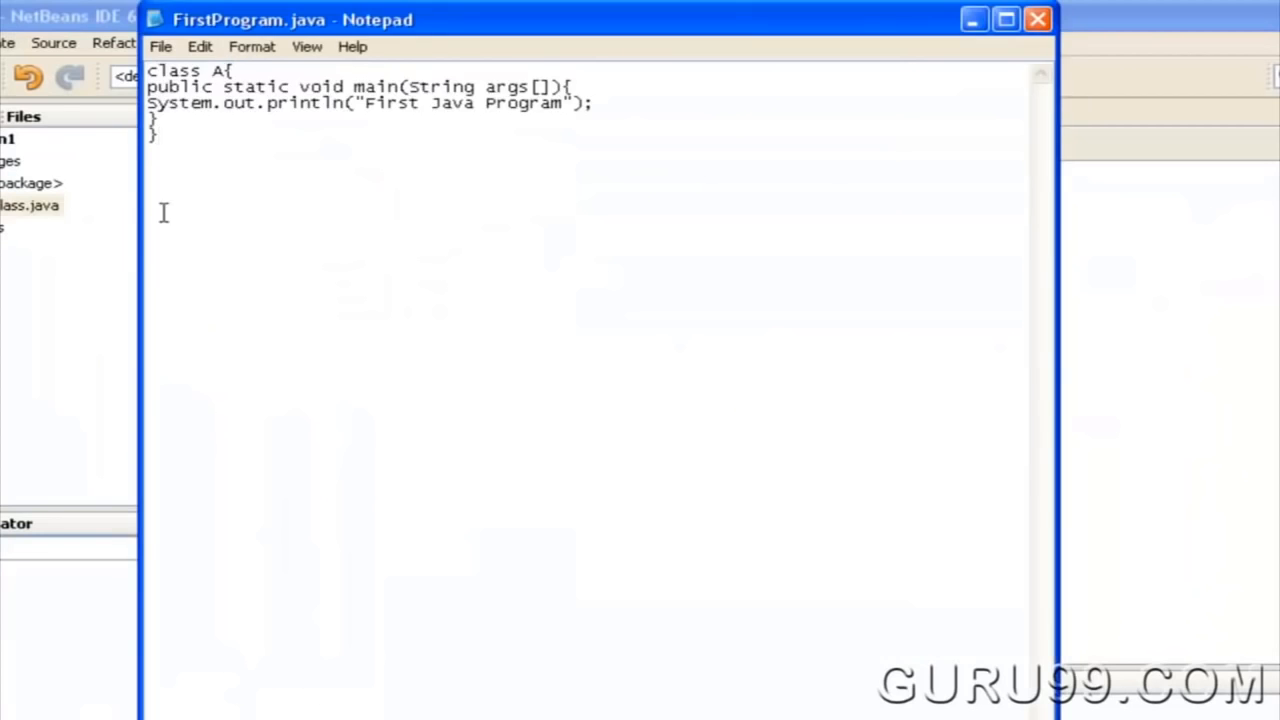 - NetBeans IDE 6
FirstProgram.java - Notepad
Source
Refact
File Edit Format View Help
<de
class A{
public static void main(String args[]){
System.out.println("First Java Program");
}
}
Files
n1
ges
package>
lass.java
s
ator
GURU99.COM